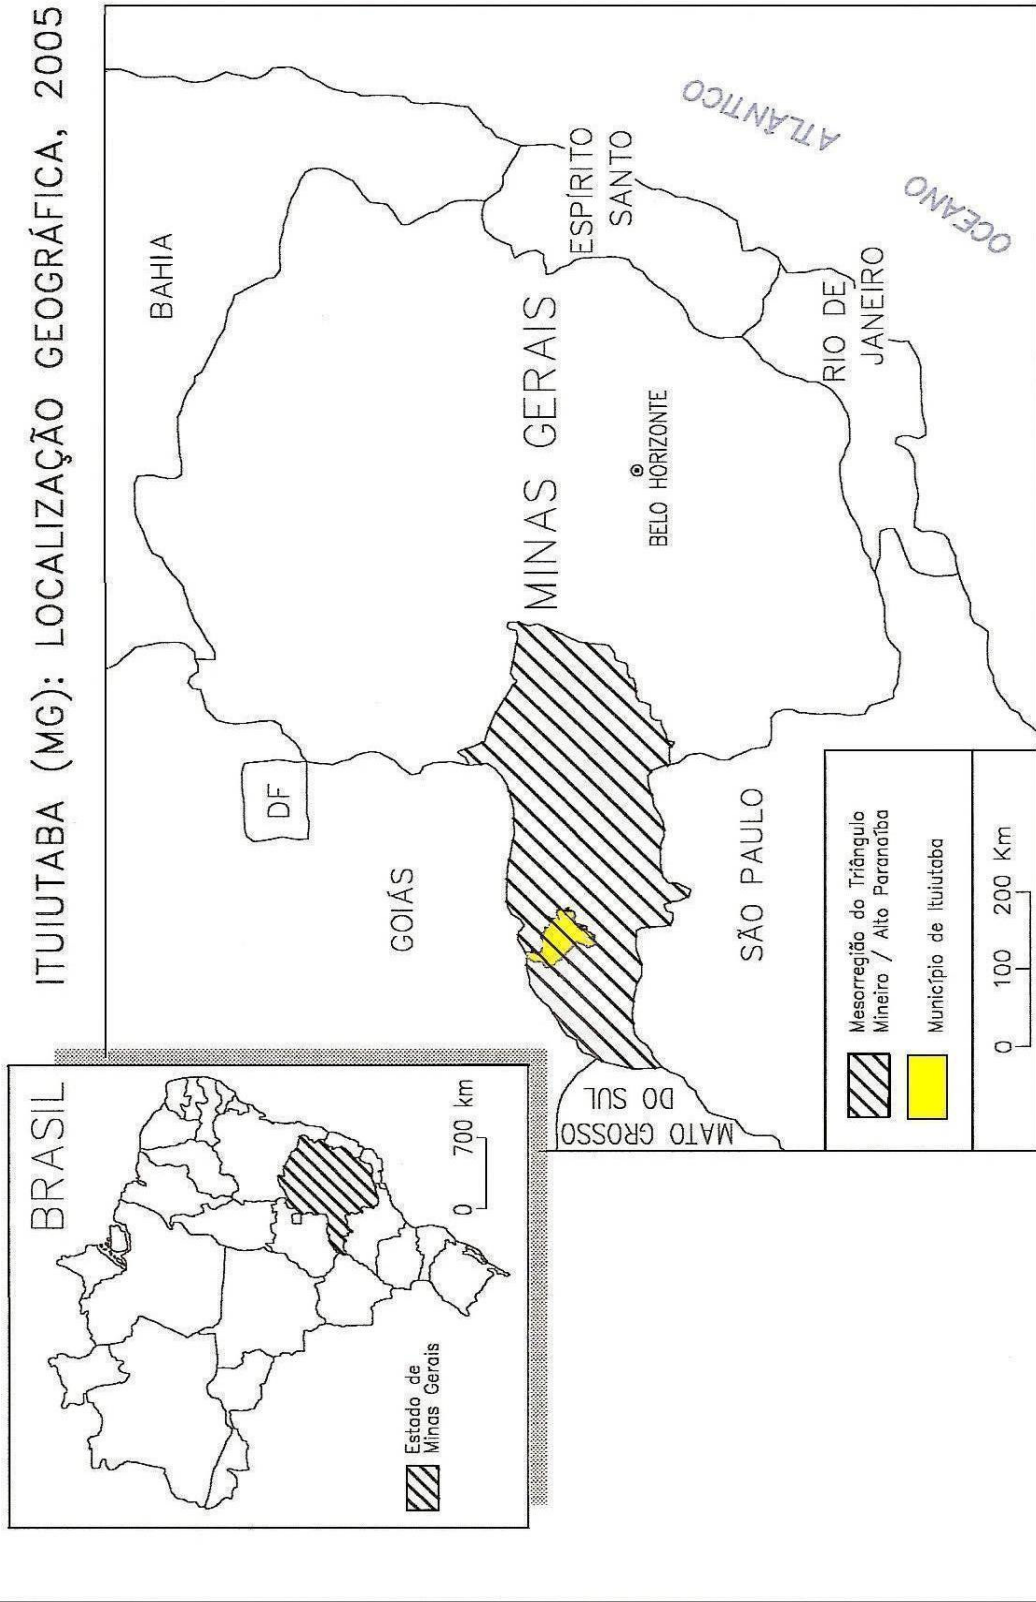 ITUIUTABA (MG): LOCALIZAÇÃO GEOGRÁFICA, 2005
BRASIL
Estado de
Minas Gerais
0 700 km
BAHIA
DF
GOIÁS
MINAS GERAIS
BELO HORIZONTE
ESPÍRITO
SANTO
RIO DE
JANEIRO
SÃO PAULO
MATO GROSSO
DO SUL
OCEANO ATLÂNTICO
Mesorregião do Triângulo
Mineiro / Alto Paranaíba
Município de Ituiutaba
0 100 200 Km